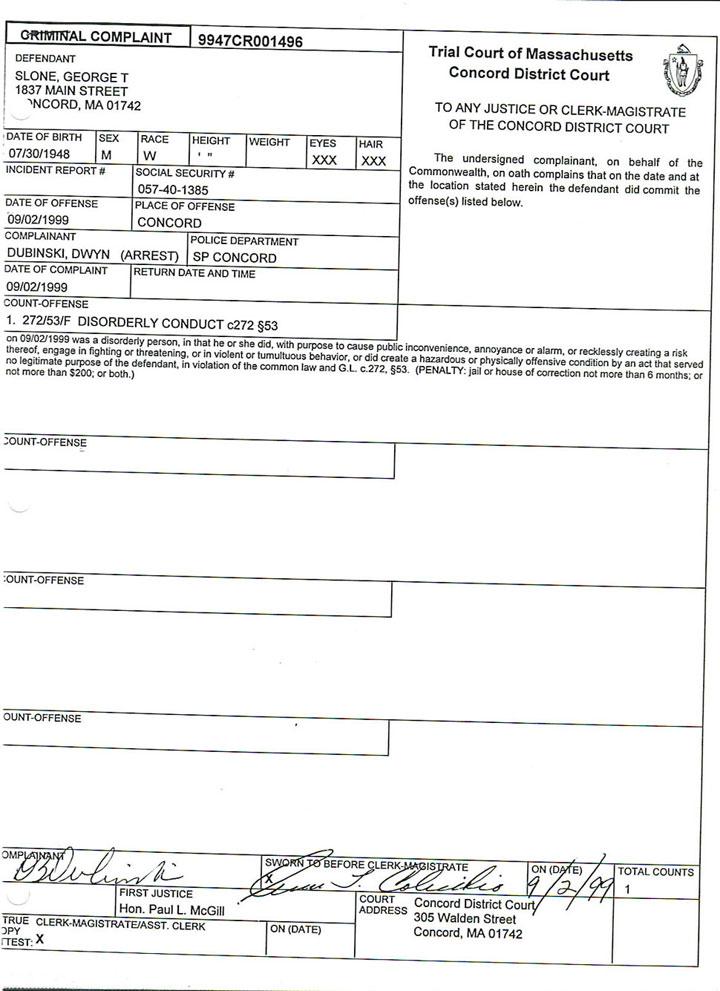 CRIMINAL COMPLAINT 9947CR001496
Trial Court of Massachusetts
Concord District Court
TO ANY JUSTICE OR CLERK-MAGISTRATE
OF THE CONCORD DISTRICT COURT
The undersigned complainant, on behalf of the
Commonwealth, on oath complains that on the date and at
the location stated herein the defendant did commit the
offense(s) listed below.
DEFENDANT
SLONE, GEORGE T
1837 MAIN STREET
ONCORD, MA 01742
DATE OF BIRTH SEX RACE HEIGHT WEIGHT EYES HAIR
07/30/1948 M W ' " XXX XXX
INCIDENT REPORT # SOCIAL SECURITY #
057-40-1385
DATE OF OFFENSE PLACE OF OFFENSE
09/02/1999 CONCORD
COMPLAINANT POLICE DEPARTMENT
DUBINSKI, DWYN (ARREST) SP CONCORD
DATE OF COMPLAINT RETURN DATE AND TIME
09/02/1999
COUNT-OFFENSE
1. 272/53/F DISORDERLY CONDUCT c272 §53
on 09/02/1999 was a disorderly person, in that he or she did, with purpose to cause public inconvenience, annoyance or alarm, or recklessly creating a risk
thereof, engage in fighting or threatening, or in violent or tumultuous behavior, or did create a hazardous or physically offensive condition by an act that served
no legitimate purpose of the defendant, in violation of the common law and G.L. c.272, §53. (PENALTY: jail or house of correction not more than 6 months; or
not more than $200; or both.)
COUNT-OFFENSE
OUNT-OFFENSE
OUNT-OFFENSE
OMPLAINANT SWORN TO BEFORE CLERK-MAGISTRATE ON (DATE) TOTAL COUNTS
X 9/2/99 1
FIRST JUSTICE
Hon. Paul L. McGill
COURT
ADDRESS
Concord District Court
305 Walden Street
Concord, MA 01742
TRUE CLERK-MAGISTRATE/ASST. CLERK ON (DATE)
OPY
TTEST: X